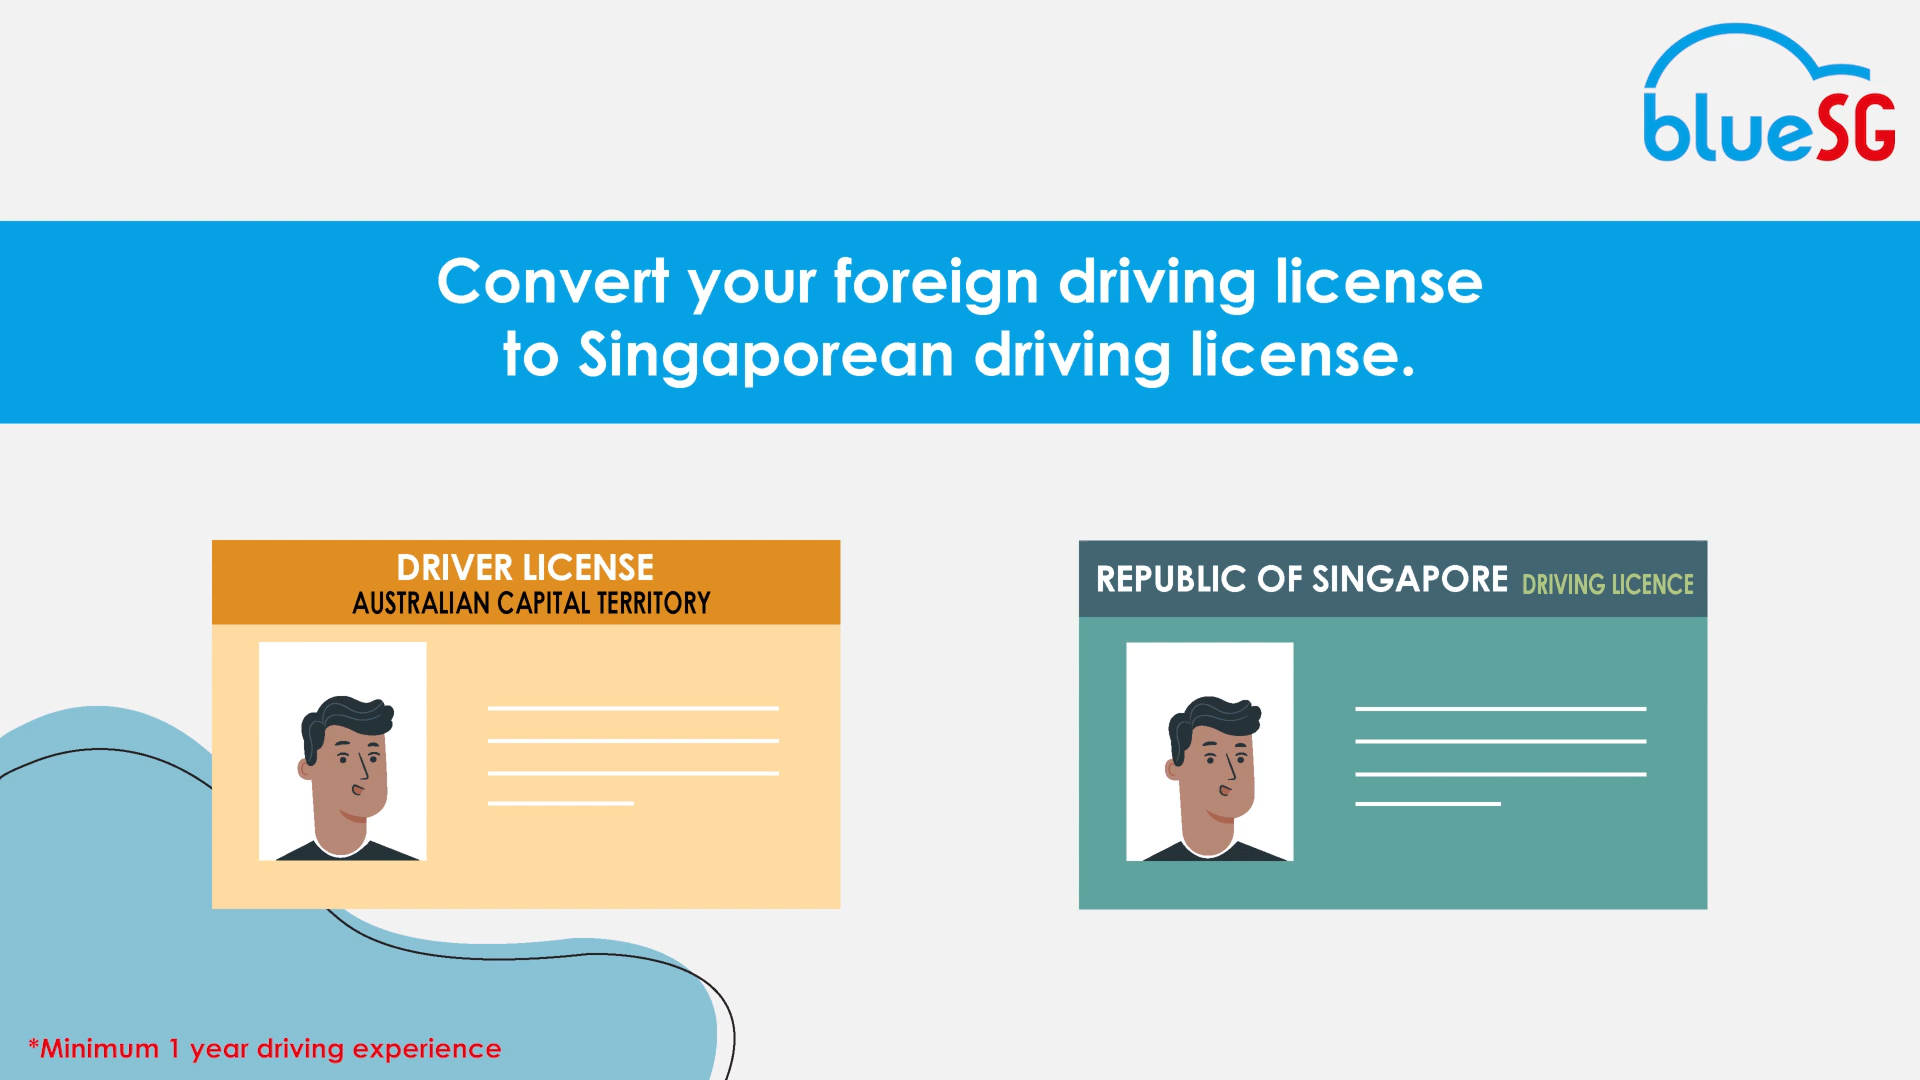 blueSG
Convert your foreign driving license
to Singaporean driving license.
DRIVER LICENSE
AUSTRALIAN CAPITAL TERRITORY
REPUBLIC OF SINGAPORE DRIVING LICENCE
*Minimum 1 year driving experience